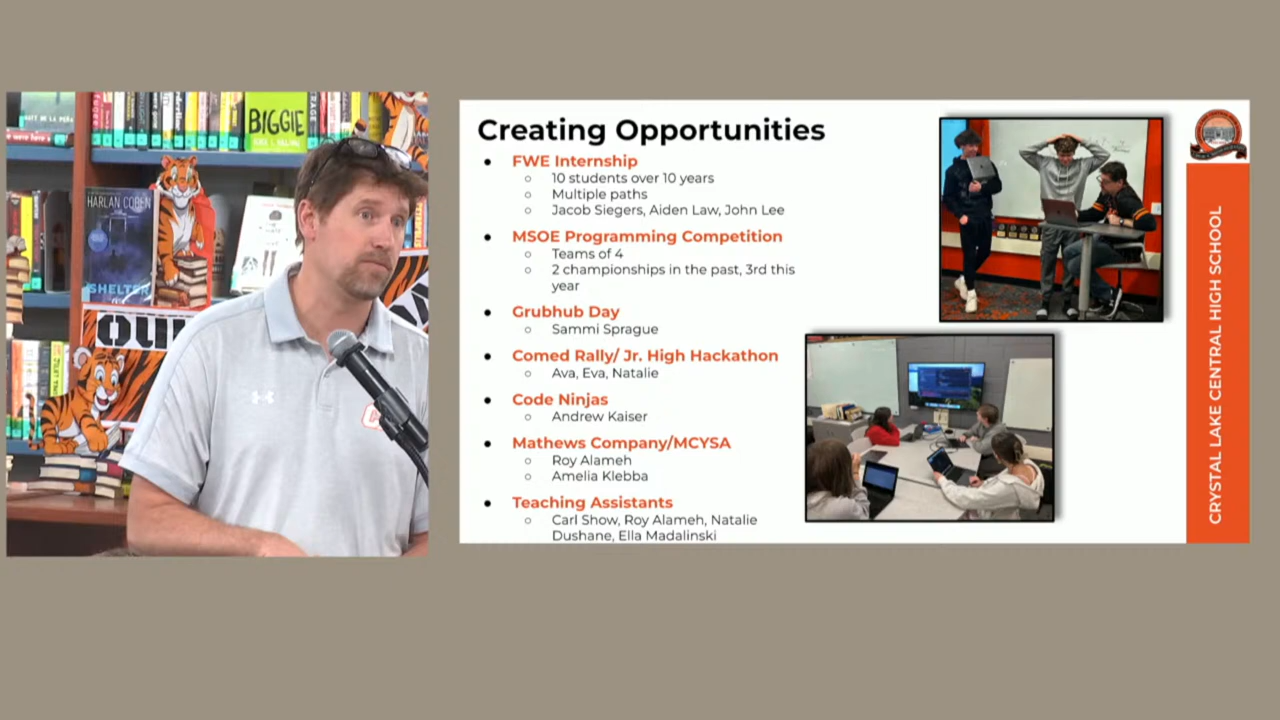 BIGGIE
HARLAN COBEN
SHELTER
OU
Creating Opportunities
• FWE Internship
○ 10 students over 10 years
○ Multiple paths
○ Jacob Siegers, Aiden Law, John Lee
• MSOE Programming Competition
○ Teams of 4
○ 2 championships in the past, 3rd this
year
• Grubhub Day
○ Sammi Sprague
• Comed Rally/ Jr. High Hackathon
○ Ava, Eva, Natalie
• Code Ninjas
○ Andrew Kaiser
• Mathews Company/MCYSA
○ Roy Alameh
○ Amelia Klebba
• Teaching Assistants
○ Carl Show, Roy Alameh, Natalie
Dushane, Ella Madalinski
CRYSTAL LAKE CENTRAL HIGH SCHOOL